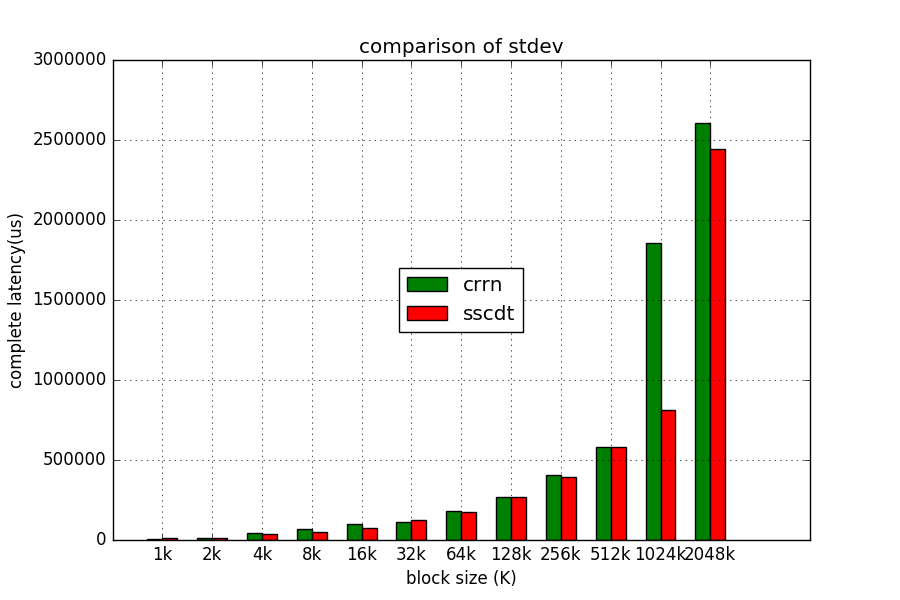 comparison of stdev
3000000
2500000
2000000
1500000
1000000
500000
0
complete latency(us)
crrn
sscdt
1k 2k 4k 8k 16k 32k 64k 128k 256k 512k 1024k 2048k
block size (K)